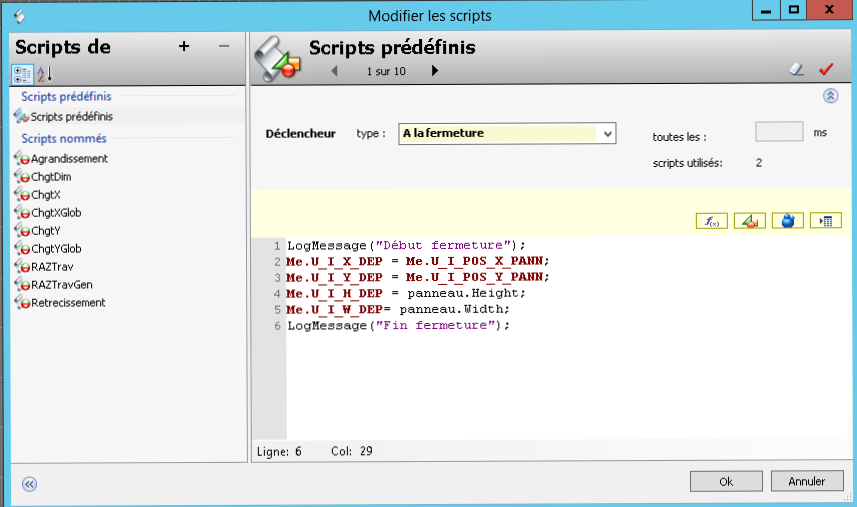 Modifier les scripts
Scripts de
Scripts prédéfinis
Scripts prédéfinis
Scripts nommés
Agrandissement
ChgtDim
ChgtX
ChgtXGlob
ChgtY
ChgtYGlob
RAZTrav
RAZTravGen
Retrecissement
Scripts prédéfinis
1 sur 10
Déclencheur type : A la fermeture
toutes les : ms
scripts utilisés: 2
f(x)
1 LogMessage("Début fermeture");
2 Me.U_I_X_DEP = Me.U_I_POS_X_PANN;
3 Me.U_I_Y_DEP = Me.U_I_POS_Y_PANN;
4 Me.U_I_H_DEP = panneau.Height;
5 Me.U_I_W_DEP= panneau.Width;
6 LogMessage("Fin fermeture");
Ligne: 6 Col: 29
Ok Annuler